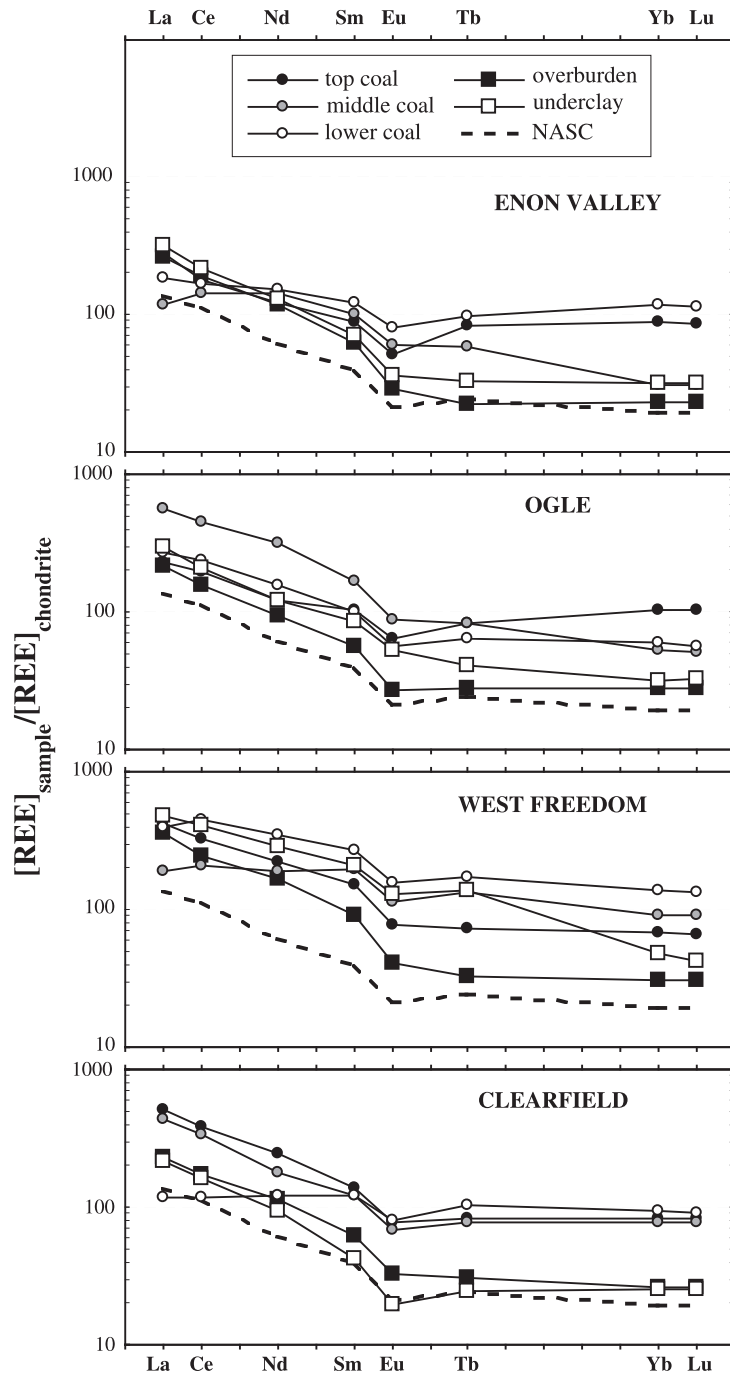 La Ce Nd Sm Eu Tb Yb Lu
top coal overburden
middle coal underclay
lower coal NASC
1000
ENON VALLEY
100
10
1000
OGLE
100
10
1000
WEST FREEDOM
100
10
1000
CLEARFIELD
100
10
[REE]sample/[REE]chondrite
La Ce Nd Sm Eu Tb Yb Lu